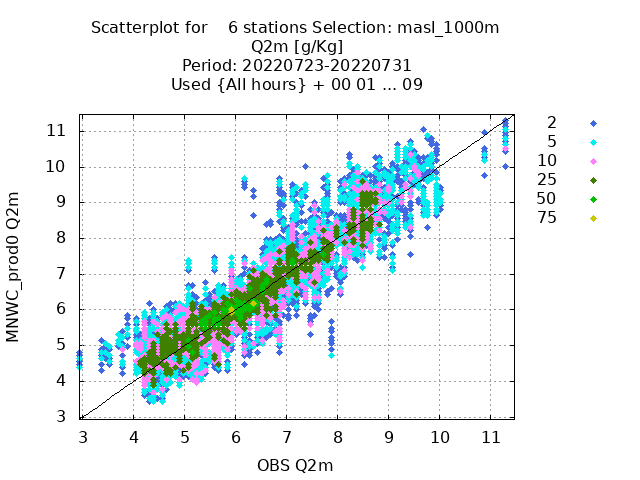 Scatterplot for    6 stations Selection: masl_1000m
Q2m [g/Kg]
Period: 20220723-20220731
Used {All hours} + 00 01 ... 09
2
5
10
25
50
75
11
10
9
8
7
6
5
4
3
MNWC_prod0 Q2m
3 4 5 6 7 8 9 10 11
OBS Q2m